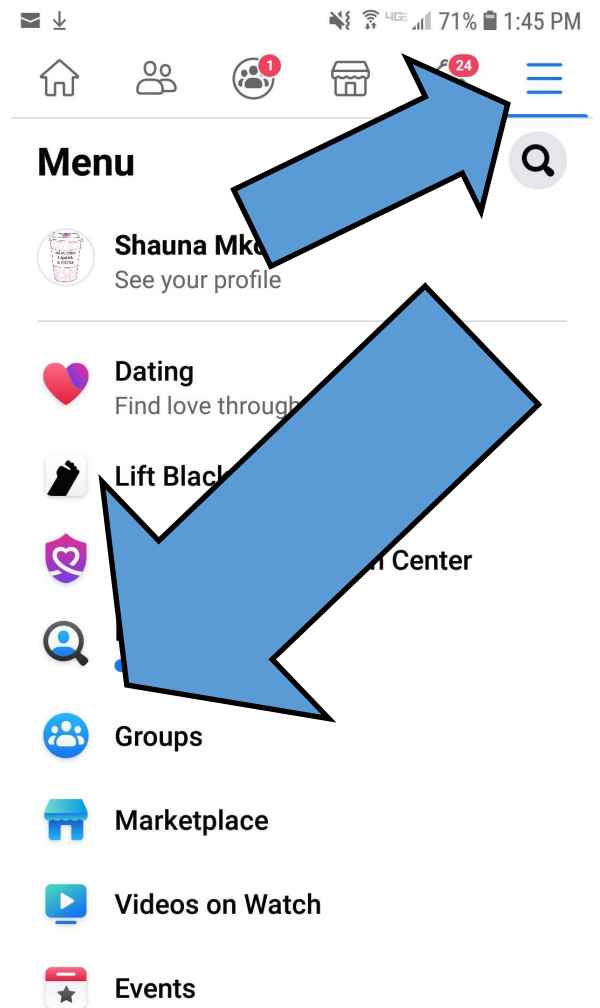 4G 71% 1:45 PM
1 24
Menu
Shauna
See your profile
Dating
Find love through
Lift Black
Center
Groups
Marketplace
Videos on Watch
Events